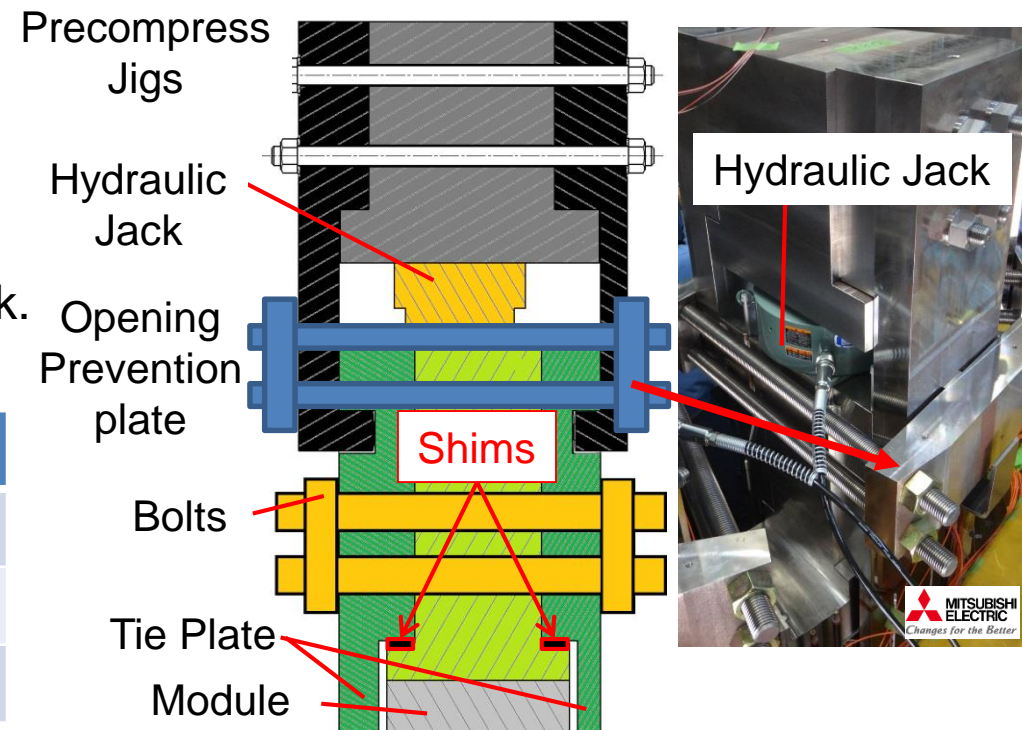 Precompress
Jigs
Hydraulic
Jack
k.
Opening
Prevention
plate
Shims
Bolts
Tie Plate
Module
Hydraulic Jack
MITSUBISHI
ELECTRIC
Changes for the Better